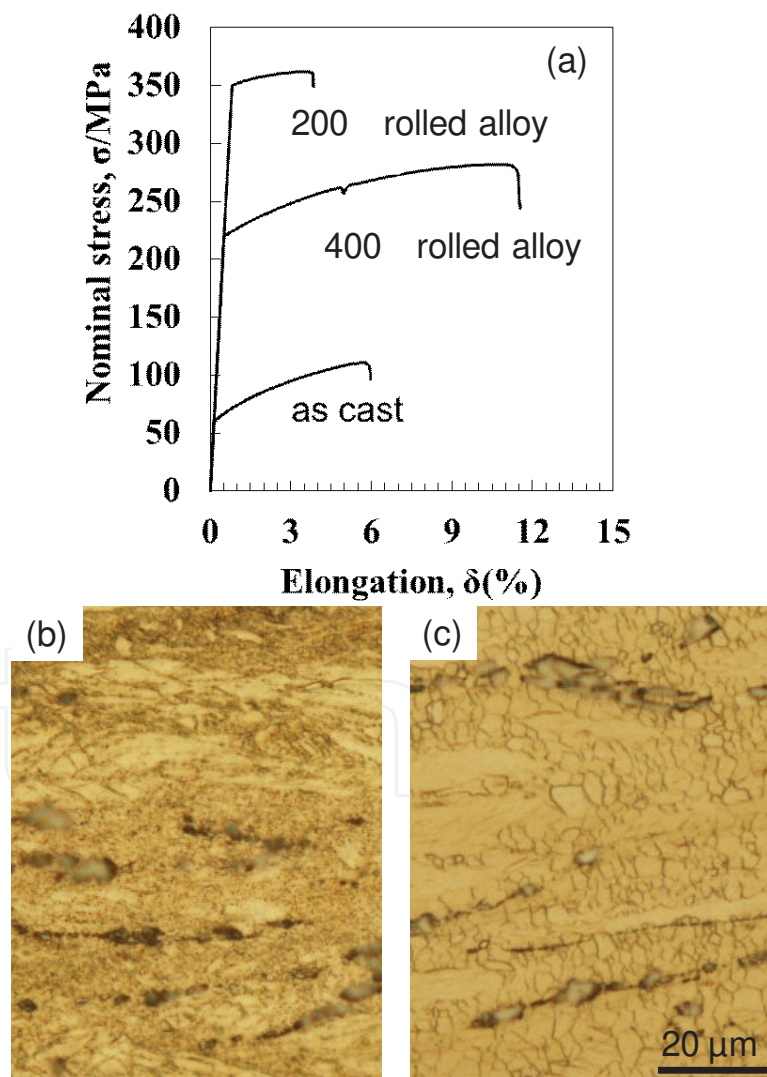 400
350
300
250
200
150
100
50
0
Nominal stress, σ/MPa
(a)
200 rolled alloy
400 rolled alloy
as cast
0 3 6 9 12 15
Elongation, δ(%)
(b)
(c)
20 µm